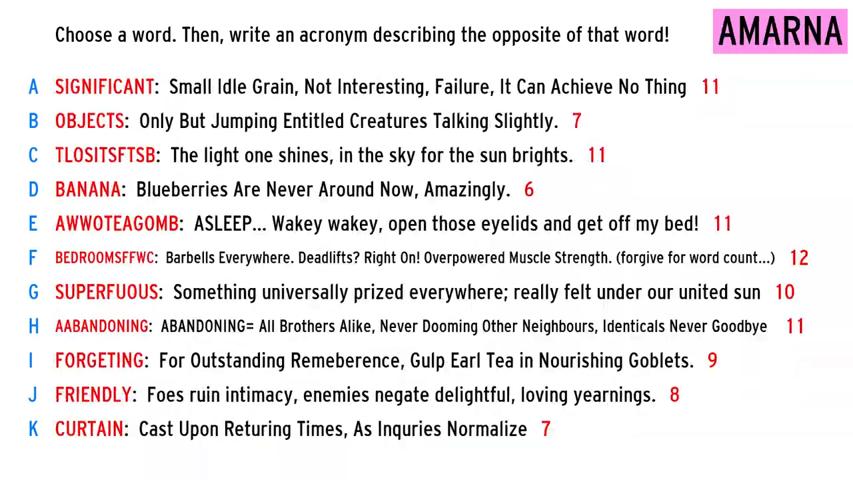 Choose a word. Then, write an acronym describing the opposite of that word!
AMARNA
A SIGNIFICANT: Small Idle Grain, Not Interesting, Failure, It Can Achieve No Thing 11
B OBJECTS: Only But Jumping Entitled Creatures Talking Slightly. 7
C TLOSITSFTSB: The light one shines, in the sky for the sun brights. 11
D BANANA: Blueberries Are Never Around Now, Amazingly. 6
E AWWOTEAGOMB: ASLEEP... Wakey wakey, open those eyelids and get off my bed! 11
F BEDROOMSFFWC: Barbells Everywhere. Deadlifts? Right On! Overpowered Muscle Strength. (forgive for word count...) 12
G SUPERFUOUS: Something universally prized everywhere; really felt under our united sun 10
H AABANDONING: ABANDONING= All Brothers Alike, Never Dooming Other Neighbours, Identicals Never Goodbye 11
I FORGETING: For Outstanding Remeberence, Gulp Earl Tea in Nourishing Goblets. 9
J FRIENDLY: Foes ruin intimacy, enemies negate delightful, loving yearnings. 8
K CURTAIN: Cast Upon Returing Times, As Inquries Normalize 7